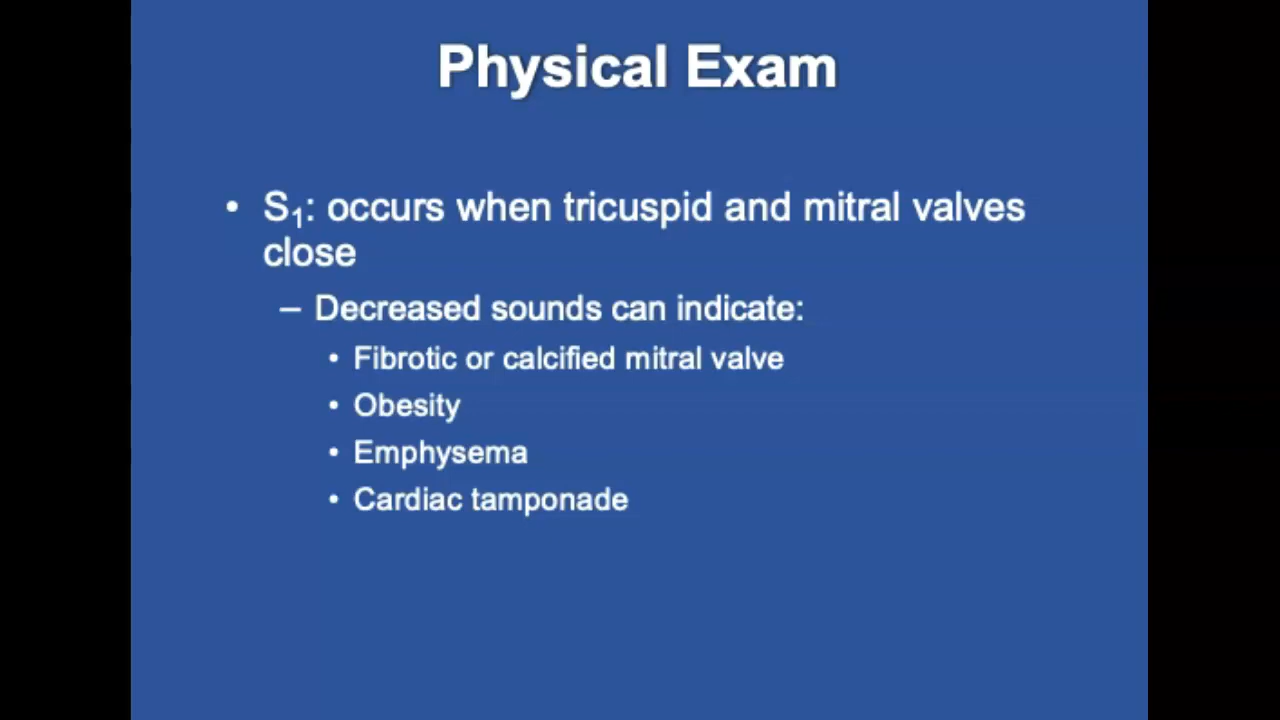 Physical Exam
• S₁: occurs when tricuspid and mitral valves
close
– Decreased sounds can indicate:
• Fibrotic or calcified mitral valve
• Obesity
• Emphysema
• Cardiac tamponade